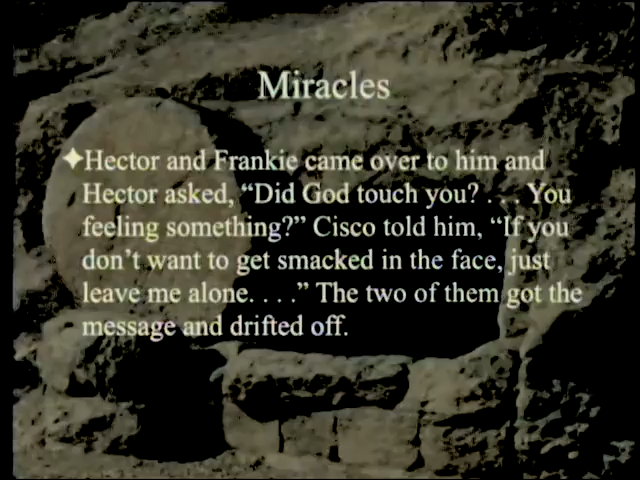 Miracles
✦Hector and Frankie came over to him and
Hector asked, “Did God touch you? . . . You
feeling something?” Cisco told him, “If you
don’t want to get smacked in the face, just
leave me alone. . . .” The two of them got the
message and drifted off.